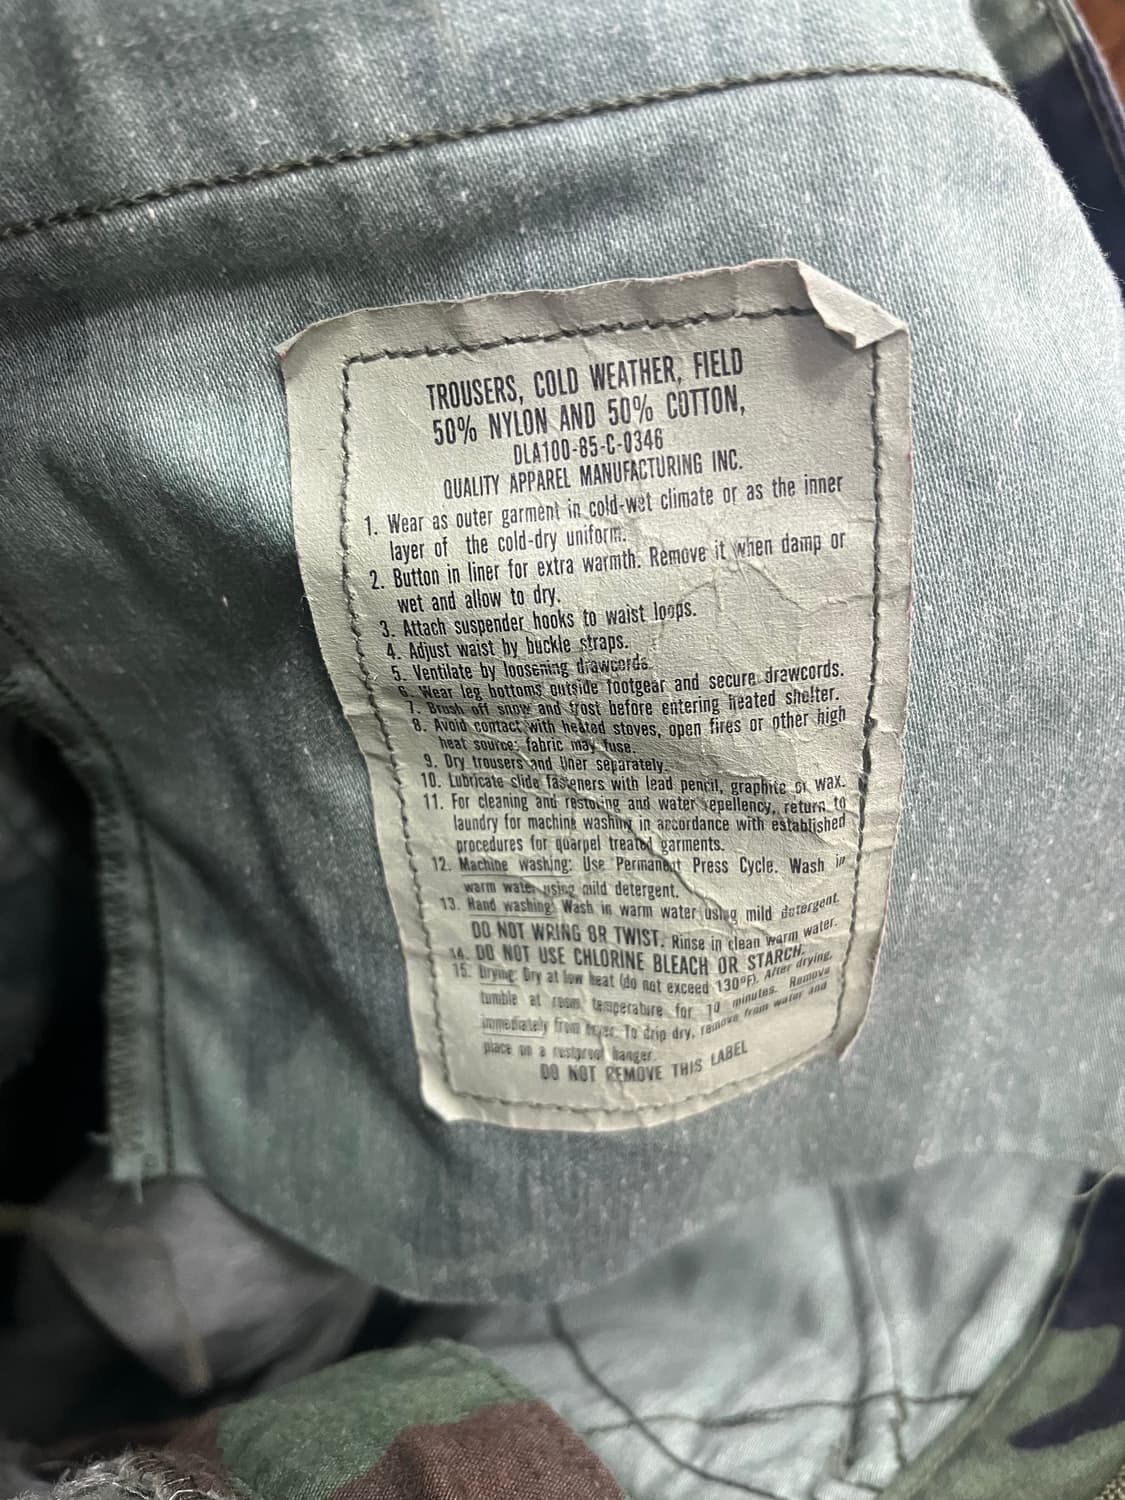 TROUSERS, COLD WEATHER, FIELD
50% NYLON AND 50% COTTON,
DLA100-85-C-0346
QUALITY APPAREL MANUFACTURING INC.
1. Wear as outer garment in cold-wet climate or as the inner
layer of the cold-dry uniform.
2. Button in liner for extra warmth. Remove it when damp or
wet and allow to dry.
3. Attach suspender hooks to waist loops.
4. Adjust waist by buckle straps.
5. Ventilate by loosening drawcords.
6. Wear leg bottoms outside footgear and secure drawcords.
7. Brush off snow and frost before entering heated shelter.
8. Avoid contact with heated stoves, open fires or other high
heat source; fabric may fuse.
9. Dry trousers and liner separately.
10. Lubricate slide fasteners with lead pencil, graphite or wax.
11. For cleaning and restoring and water repellency, return to
laundry for machine washing in accordance with established
procedures for quarpel treated garments.
12. Machine washing: Use Permanent Press Cycle. Wash in
warm water using mild detergent.
13. Hand washing: Wash in warm water using mild detergent.
DO NOT WRING OR TWIST. Rinse in clean warm water.
14. DO NOT USE CHLORINE BLEACH OR STARCH.
15. Drying: Dry at low heat (do not exceed 130°F). After drying,
tumble at room temperature for 10 minutes. Remove
immediately from dryer. To drip dry, remove from water and
place on a rustproof hanger.
DO NOT REMOVE THIS LABEL